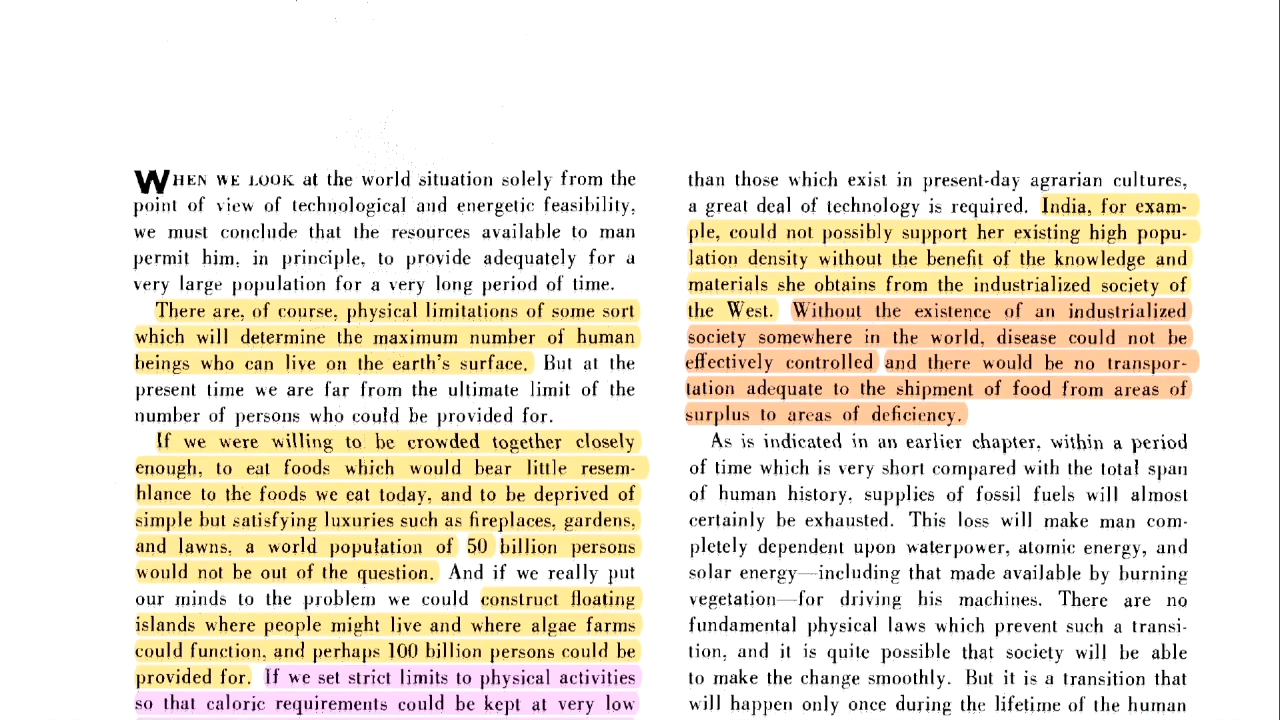 WHEN WE LOOK at the world situation solely from the
point of view of technological and energetic feasibility,
we must conclude that the resources available to man
permit him, in principle, to provide adequately for a
very large population for a very long period of time.
There are, of course, physical limitations of some sort
which will determine the maximum number of human
beings who can live on the earth's surface. But at the
present time we are far from the ultimate limit of the
number of persons who could be provided for.
If we were willing to be crowded together closely
enough, to eat foods which would bear little resem-
blance to the foods we eat today, and to be deprived of
simple but satisfying luxuries such as fireplaces, gardens,
and lawns, a world population of 50 billion persons
would not be out of the question. And if we really put
our minds to the problem we could construct floating
islands where people might live and where algae farms
could function, and perhaps 100 billion persons could be
provided for. If we set strict limits to physical activities
so that caloric requirements could be kept at very low
than those which exist in present-day agrarian cultures,
a great deal of technology is required. India, for exam-
ple, could not possibly support her existing high popu-
lation density without the benefit of the knowledge and
materials she obtains from the industrialized society of
the West. Without the existence of an industrialized
society somewhere in the world, disease could not be
effectively controlled and there would be no transpor-
tation adequate to the shipment of food from areas of
surplus to areas of deficiency.
As is indicated in an earlier chapter, within a period
of time which is very short compared with the total span
of human history, supplies of fossil fuels will almost
certainly be exhausted. This loss will make man com-
pletely dependent upon waterpower, atomic energy, and
solar energy—including that made available by burning
vegetation—for driving his machines. There are no
fundamental physical laws which prevent such a transi-
tion, and it is quite possible that society will be able
to make the change smoothly. But it is a transition that
will happen only once during the lifetime of the human